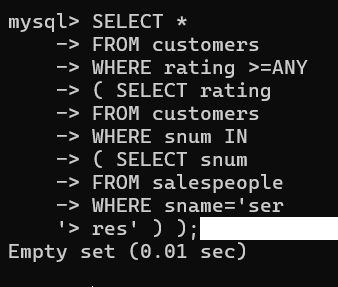 mysql> SELECT *
-> FROM customers
-> WHERE rating >=ANY
-> ( SELECT rating
-> FROM customers
-> WHERE snum IN
-> ( SELECT snum
-> FROM salespeople
-> WHERE sname='ser
'> res' ) );
Empty set (0.01 sec)